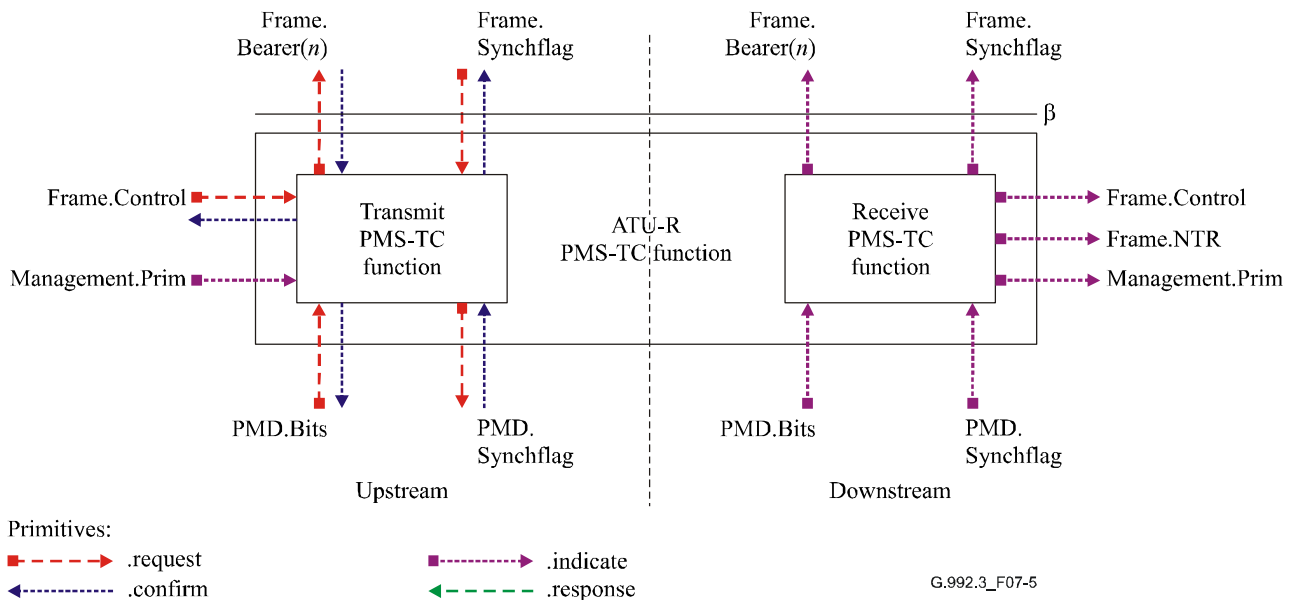 Frame.
Bearer(n)
Frame.
Synchflag
Frame.
Bearer(n)
Frame.
Synchflag
β
Frame.Control
Management.Prim
Transmit
PMS-TC
function
ATU-R
PMS-TC function
Receive
PMS-TC
function
Frame.Control
Frame.NTR
Management.Prim
PMD.Bits
PMD.
Synchflag
PMD.Bits
PMD.
Synchflag
Upstream
Downstream
Primitives:
.request
.indicate
.confirm
.response
G.992.3_F07-5